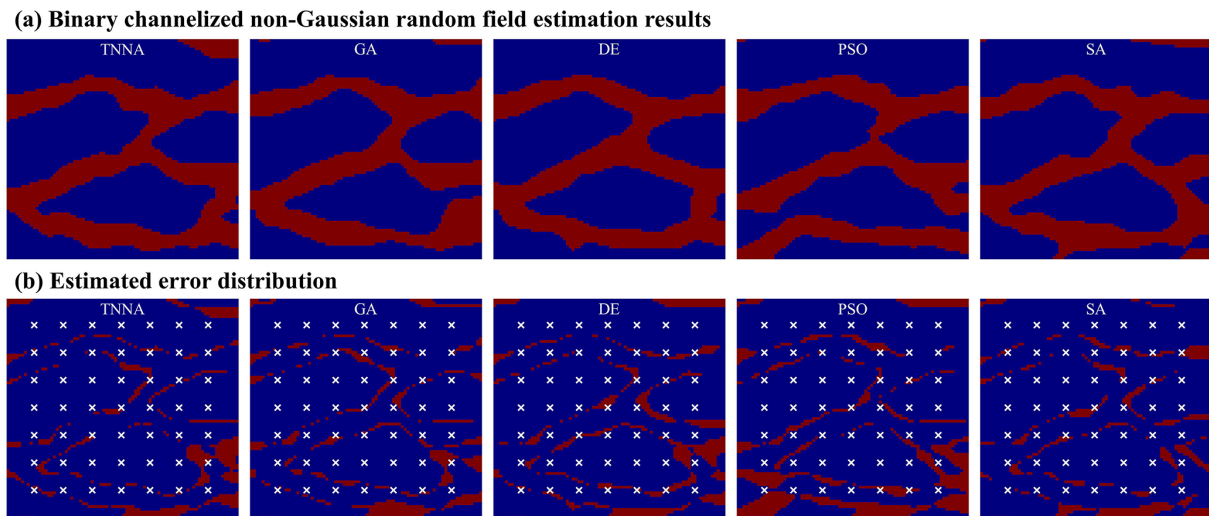 (a) Binary channelized non-Gaussian random field estimation results
TNNA GA DE PSO SA
(b) Estimated error distribution
TNNA GA DE PSO SA